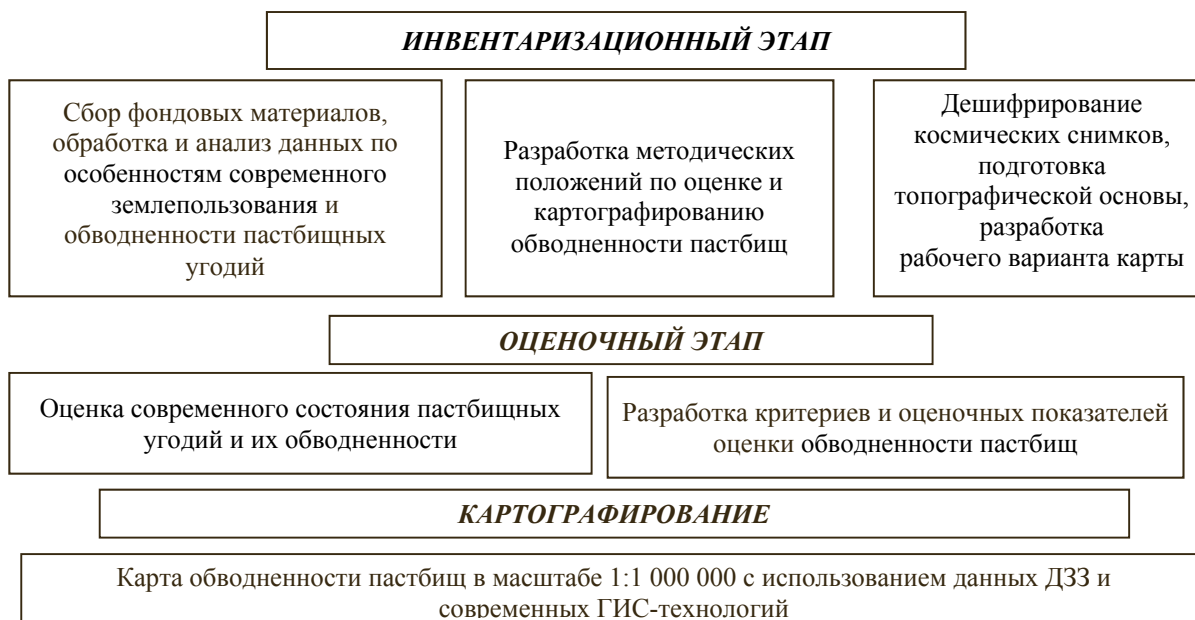 ИНВЕНТАРИЗАЦИОННЫЙ ЭТАП
Сбор фондовых материалов,
обработка и анализ данных по
особенностям современного
землепользования и
обводненности пастбищных
угодий
Разработка методических
положений по оценке и
картографированию
обводненности пастбищ
Дешифрирование
космических снимков,
подготовка
топографической основы,
разработка
рабочего варианта карты
ОЦЕНОЧНЫЙ ЭТАП
Оценка современного состояния пастбищных
угодий и их обводненности
Разработка критериев и оценочных показателей
оценки обводненности пастбищ
КАРТОГРАФИРОВАНИЕ
Карта обводненности пастбищ в масштабе 1:1 000 000 с использованием данных ДЗЗ и
современных ГИС-технологий